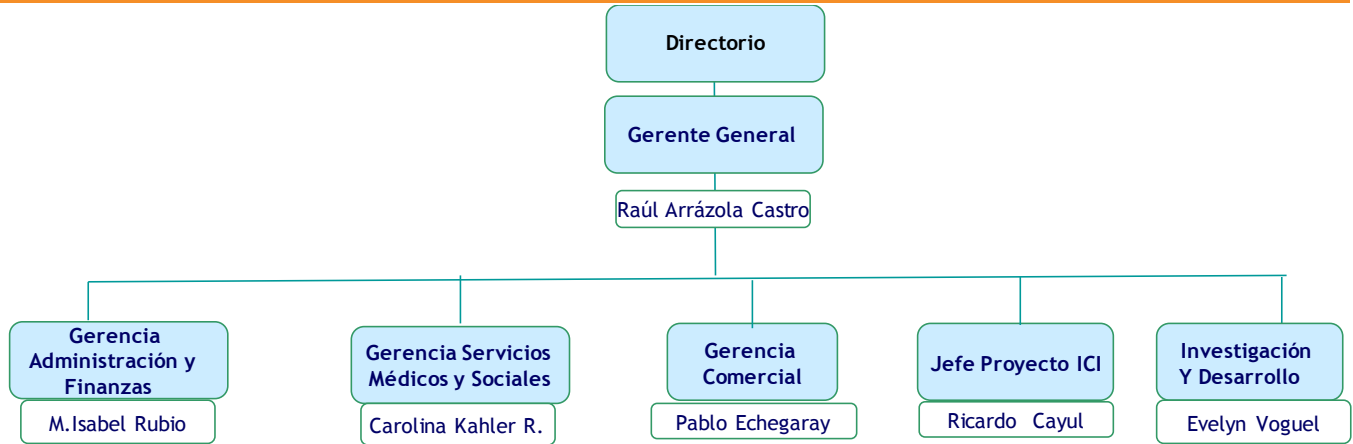 Directorio
Gerente General
Raúl Arrázola Castro
Gerencia
Administración y
Finanzas
M.Isabel Rubio
Gerencia Servicios
Médicos y Sociales
Carolina Kahler R.
Gerencia
Comercial
Pablo Echegaray
Jefe Proyecto ICI
Ricardo Cayul
Investigación
Y Desarrollo
Evelyn Voguel